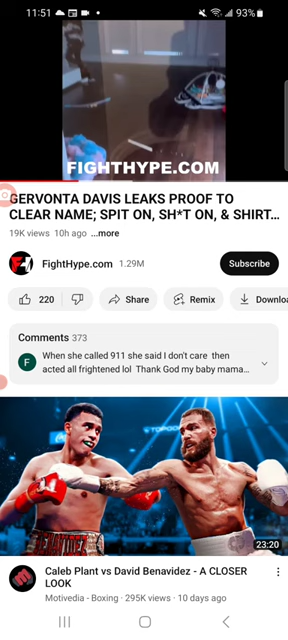 11:51
93%
FIGHTHYPE.COM
GERVONTA DAVIS LEAKS PROOF TO
CLEAR NAME; SPIT ON, SH*T ON, & SHIRT…
19K views 10h ago ...more
FightHype.com 1.29M
Subscribe
220
Share
Remix
Downloa
Comments 373
F
When she called 911 she said I don't care then
acted all frightened lol Thank God my baby mama…
TOPGO
BENAVIDEZ
23:20
Caleb Plant vs David Benavidez - A CLOSER
LOOK
Motivedia - Boxing · 295K views · 10 days ago